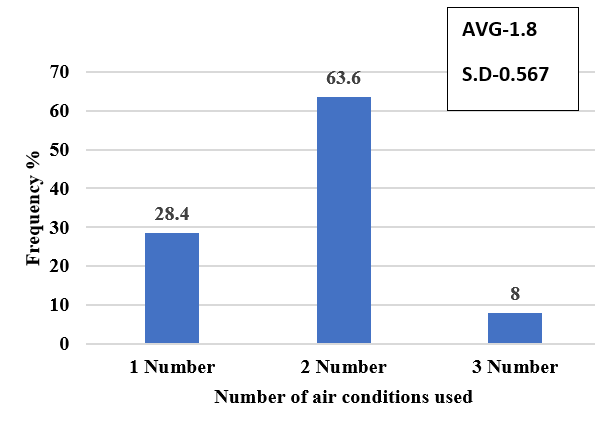 AVG-1.8
S.D-0.567
Frequency %
70
60
50
40
30
20
10
0
28.4
63.6
8
1 Number
2 Number
3 Number
Number of air conditions used